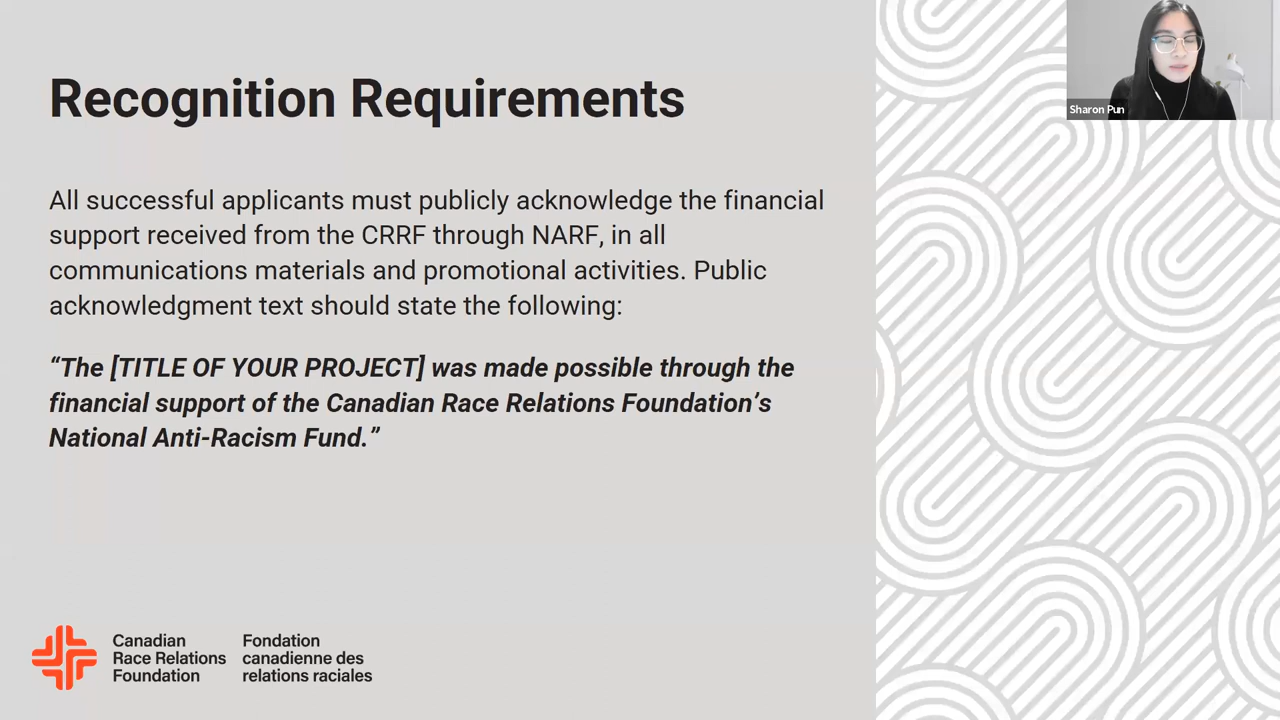 Recognition Requirements
All successful applicants must publicly acknowledge the financial
support received from the CRRF through NARF, in all
communications materials and promotional activities. Public
acknowledgment text should state the following:
“The [TITLE OF YOUR PROJECT] was made possible through the
financial support of the Canadian Race Relations Foundation’s
National Anti-Racism Fund.”
Canadian
Race Relations
Foundation
Fondation
canadienne des
relations raciales
Sharon Pun